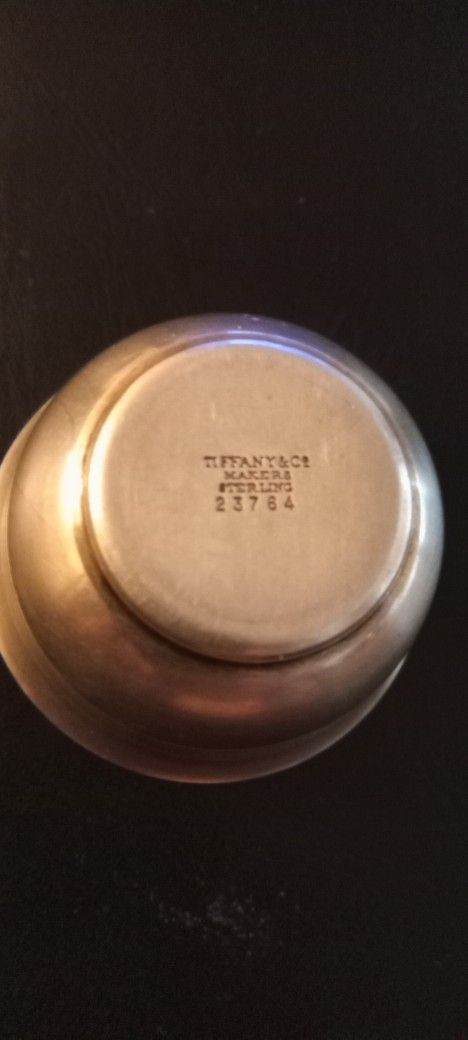 TIFFANY & Co
MAKERS
STERLING
23764